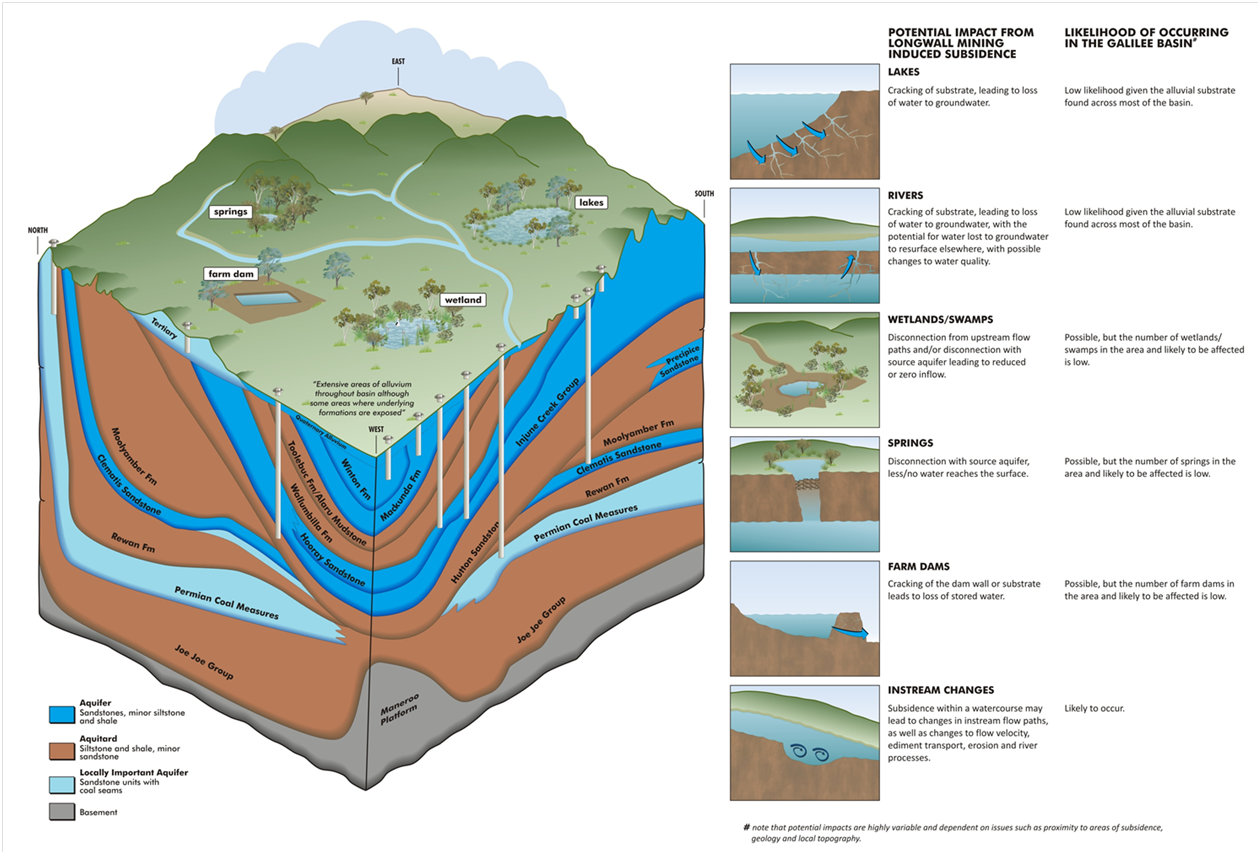 EAST
SOUTH
NORTH
springs
lakes
farm dam
wetland
Tertiary
"Extensive areas of alluvium
throughout basin although
some areas where underlying
formations are exposed"
WEST
Quaternary Alluvium
Winton Fm
Mackunda Fm
Toolebuc Fm/Alaru Mudstone
Wallumbilla Fm
Hooray Sandstone
Injune Creek Group
Hutton Sandstone
Precipice
Sandstone
Moolyamber Fm
Clematis Sandstone
Rewan Fm
Permian Coal Measures
Joe Joe Group
Moolyamber Fm
Clematis Sandstone
Rewan Fm
Permian Coal Measures
Joe Joe Group
Maneroo
Platform
Aquifer
Sandstones, minor siltstone
and shale
Aquitard
Siltstone and shale, minor
sandstone
Locally Important Aquifer
Sandstone units with
coal seams
Basement
POTENTIAL IMPACT FROM
LONGWALL MINING
INDUCED SUBSIDENCE
LIKELIHOOD OF OCCURRING
IN THE GALILEE BASIN#
LAKES
Cracking of substrate, leading to loss
of water to groundwater.
Low likelihood given the alluvial substrate
found across most of the basin.
RIVERS
Cracking of substrate, leading to loss
of water to groundwater, with the
potential for water lost to groundwater
to resurface elsewhere, with possible
changes to water quality.
Low likelihood given the alluvial substrate
found across most of the basin.
WETLANDS/SWAMPS
Disconnection from upstream flow
paths and/or disconnection with
source aquifer leading to reduced
or zero inflow.
Possible, but the number of wetlands/
swamps in the area and likely to be affected
is low.
SPRINGS
Disconnection with source aquifer,
less/no water reaches the surface.
Possible, but the number of springs in the
area and likely to be affected is low.
FARM DAMS
Cracking of the dam wall or substrate
leads to loss of stored water.
Possible, but the number of farm dams in
the area and likely to be affected is low.
INSTREAM CHANGES
Subsidence within a watercourse may
lead to changes in instream flow paths,
as well as changes to flow velocity,
ediment transport, erosion and river
processes.
Likely to occur.
# note that potential impacts are highly variable and dependent on issues such as proximity to areas of subsidence,
geology and local topography.